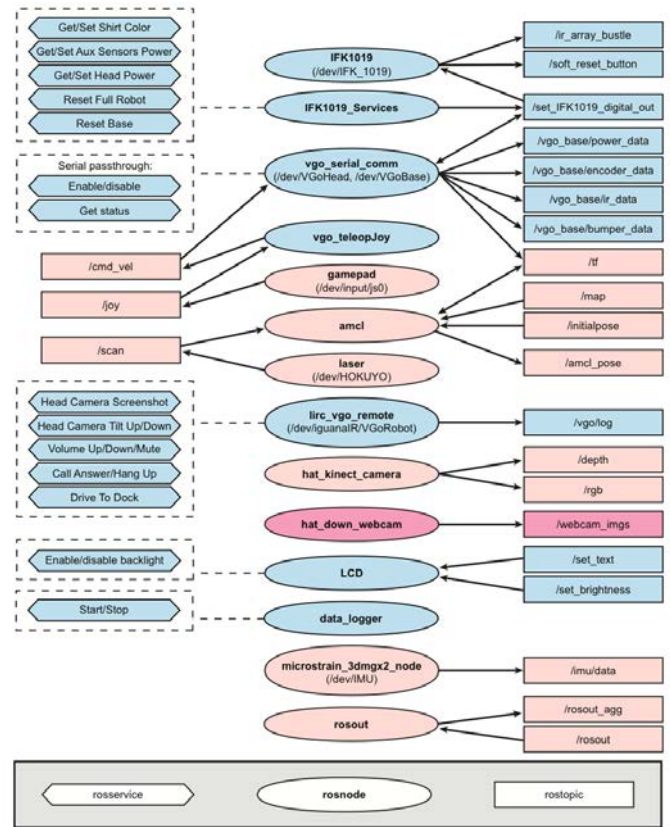 Get/Set Shirt Color
Get/Set Aux Sensors Power
Get/Set Head Power
Reset Full Robot
Reset Base
Serial passthrough:
Enable/disable
Get status
/cmd_vel
/joy
/scan
Head Camera Screenshot
Head Camera Tilt Up/Down
Volume Up/Down/Mute
Call Answer/Hang Up
Drive To Dock
Enable/disable backlight
Start/Stop
IFK1019
(/dev/IFK_1019)
IFK1019_Services
vgo_serial_comm
(/dev/VGoHead, /dev/VGoBase)
vgo_teleopJoy
gamepad
(/dev/input/js0)
amcl
laser
(/dev/HOKUYO)
lirc_vgo_remote
(/dev/iguanaIR/VGoRobot)
hat_kinect_camera
hat_down_webcam
LCD
data_logger
microstrain_3dmgx2_node
(/dev/IMU)
rosout
/ir_array_bustle
/soft_reset_button
/set_IFK1019_digital_out
/vgo_base/power_data
/vgo_base/encoder_data
/vgo_base/ir_data
/vgo_base/bumper_data
/tf
/map
/initialpose
/amcl_pose
/vgo/log
/depth
/rgb
/webcam_imgs
/set_text
/set_brightness
/imu/data
/rosout_agg
/rosout
rosservice
rosnode
rostopic